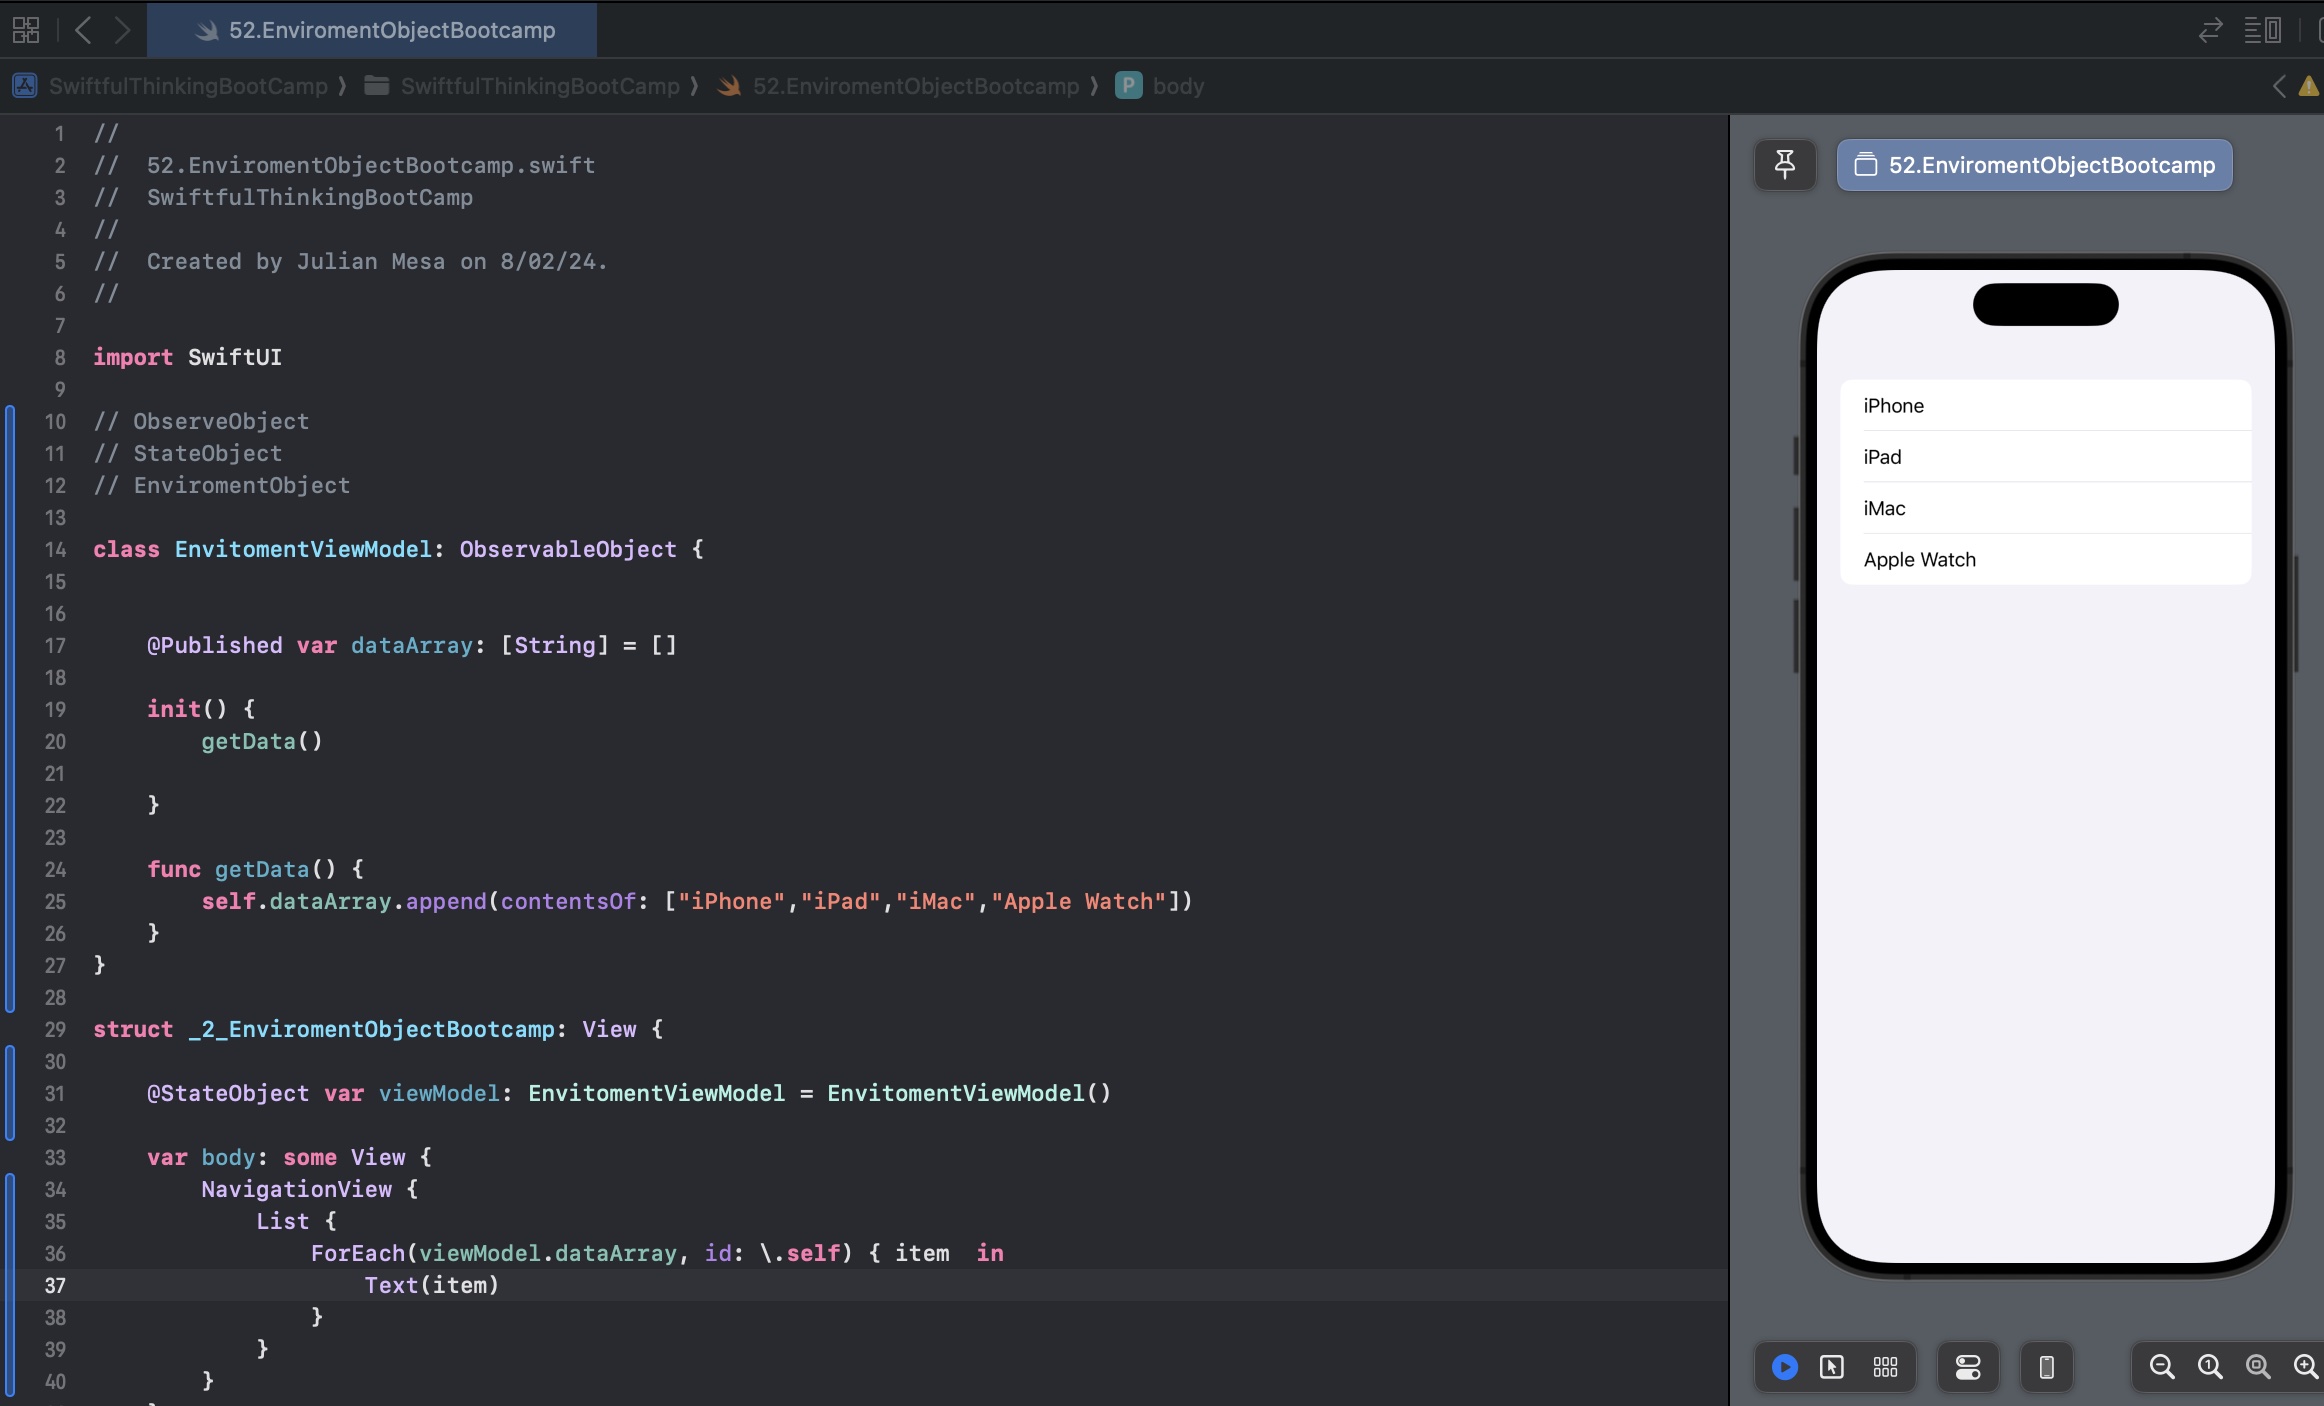 52.EnviromentObjectBootcamp
SwiftfulThinkingBootCamp ⟩ SwiftfulThinkingBootCamp ⟩ 52.EnviromentObjectBootcamp ⟩ P body
1 //
2 //  52.EnviromentObjectBootcamp.swift
3 //  SwiftfulThinkingBootCamp
4 //
5 //  Created by Julian Mesa on 8/02/24.
6 //
7
8 import SwiftUI
9
10 // ObserveObject
11 // StateObject
12 // EnviromentObject
13
14 class EnvitomentViewModel: ObservableObject {
15
16
17     @Published var dataArray: [String] = []
18
19     init() {
20         getData()
21
22     }
23
24     func getData() {
25         self.dataArray.append(contentsOf: ["iPhone","iPad","iMac","Apple Watch"])
26     }
27 }
28
29 struct _2_EnviromentObjectBootcamp: View {
30
31     @StateObject var viewModel: EnvitomentViewModel = EnvitomentViewModel()
32
33     var body: some View {
34         NavigationView {
35             List {
36                 ForEach(viewModel.dataArray, id: \.self) { item  in
37                     Text(item)
38                 }
39             }
40         }
52.EnviromentObjectBootcamp
iPhone
iPad
iMac
Apple Watch